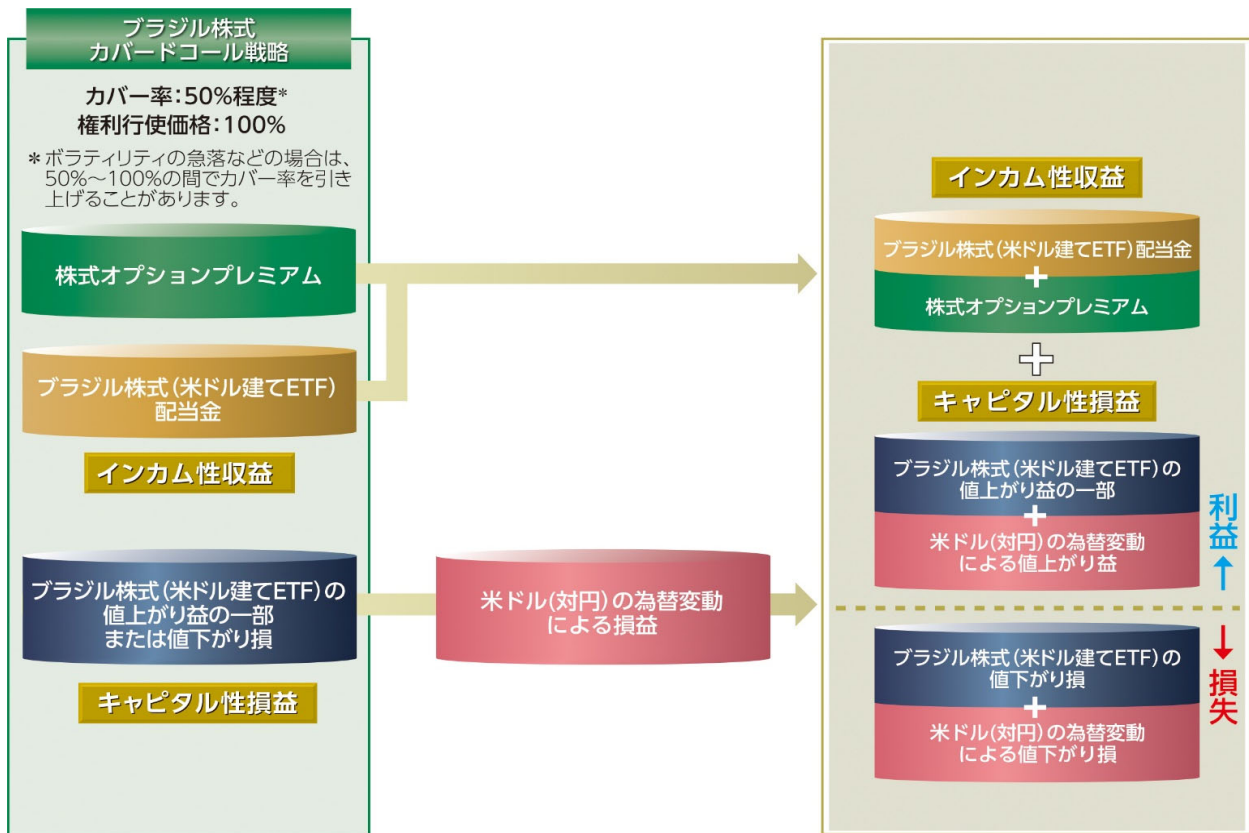 ブラジル株式
カバードコール戦略
カバー率:50%程度*
権利行使価格:100%
*ボラティリティの急落などの場合は、
50%～100%の間でカバー率を引き
上げることがあります。
株式オプションプレミアム
ブラジル株式(米ドル建てETF)
配当金
インカム性収益
ブラジル株式(米ドル建てETF)の
値上がり益の一部
または値下がり損
キャピタル性損益
米ドル(対円)の為替変動
による損益
インカム性収益
ブラジル株式(米ドル建てETF)配当金
+
株式オプションプレミアム
+
キャピタル性損益
ブラジル株式(米ドル建てETF)の
値上がり益の一部
+
米ドル(対円)の為替変動
による値上がり益
利益↑
↓損失
ブラジル株式(米ドル建てETF)の
値下がり損
+
米ドル(対円)の為替変動
による値下がり損